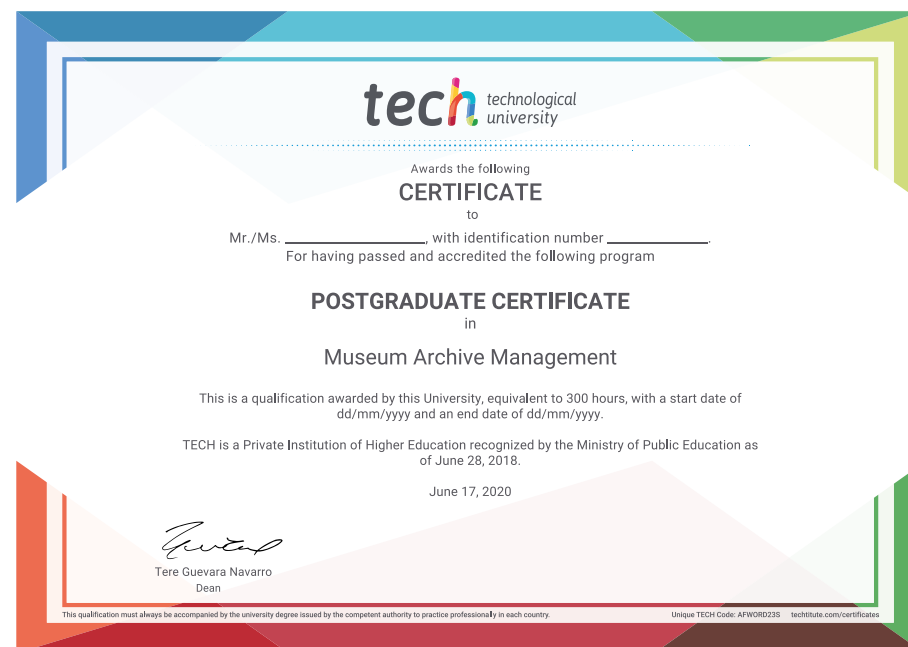 tech technological
university
Awards the following
CERTIFICATE
to
Mr./Ms. ____________________, with identification number ______________.
For having passed and accredited the following program
POSTGRADUATE CERTIFICATE
in
Museum Archive Management
This is a qualification awarded by this University, equivalent to 300 hours, with a start date of
dd/mm/yyyy and an end date of dd/mm/yyyy.
TECH is a Private Institution of Higher Education recognized by the Ministry of Public Education as
of June 28, 2018.
June 17, 2020
Tere Guevara Navarro
Dean
This qualification must always be accompanied by the university degree issued by the competent authority to practice professionally in each country. Unique TECH Code: AFWORD23S techtitute.com/certificates